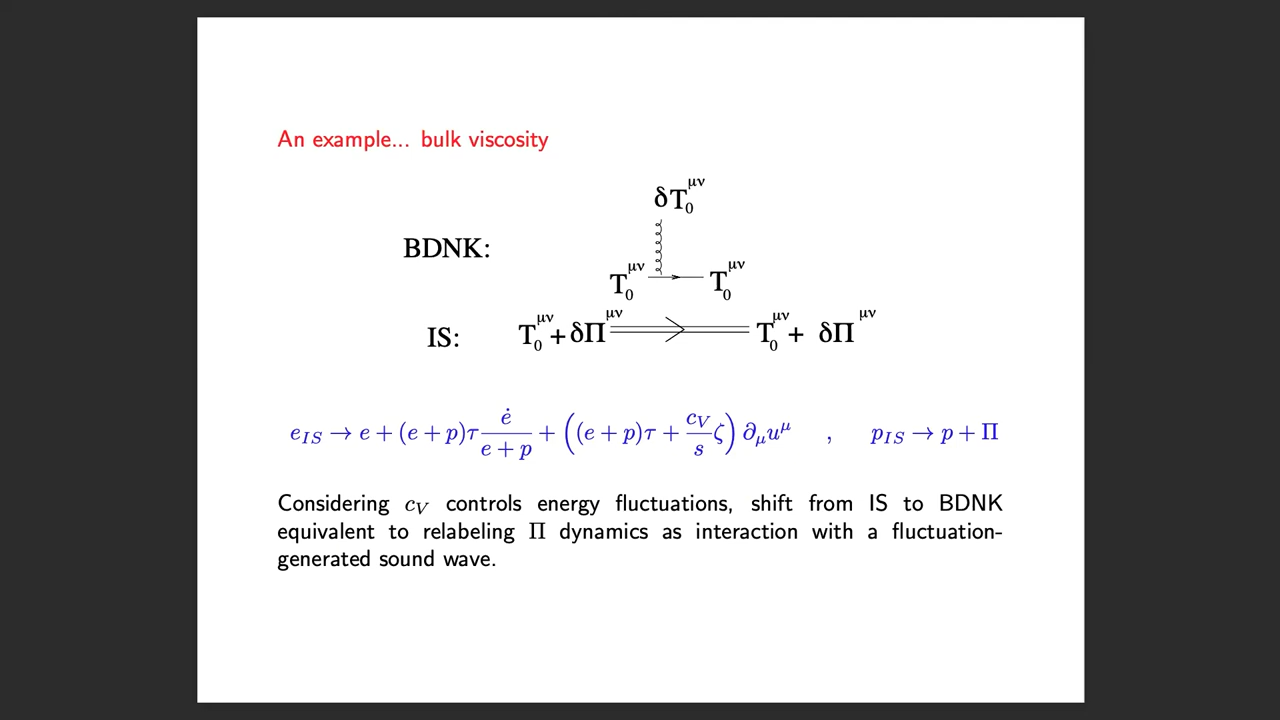 An example... bulk viscosity
δT₀^μν
BDNK:
T₀^μν T₀^μν
IS: T₀^μν + δΠ^μν T₀^μν + δΠ^μν
e_IS → e + (e + p)τ ė/(e + p) + ((e + p)τ + c_V/s ζ) ∂_μu^μ , p_IS → p + Π
Considering c_V controls energy fluctuations, shift from IS to BDNK
equivalent to relabeling Π dynamics as interaction with a fluctuation-
generated sound wave.